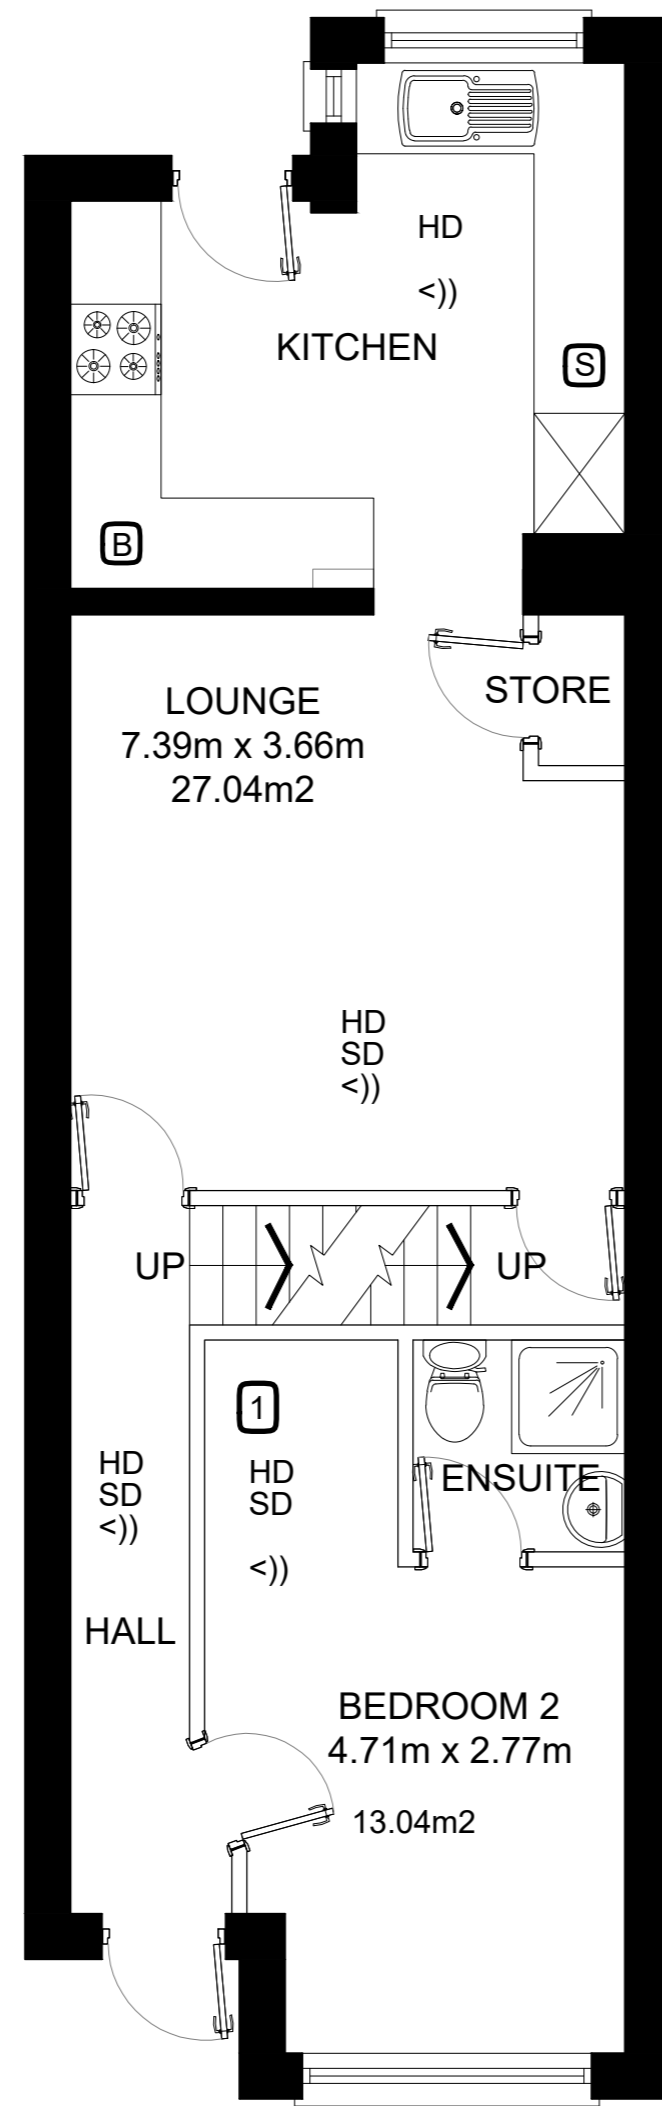 HD
<))
KITCHEN
S
B
LOUNGE
7.39m x 3.66m
27.04m2
STORE
HD
SD
<))
UP
UP
1
HD
SD
<))
HD
SD
<))
ENSUITE
HALL
BEDROOM 2
4.71m x 2.77m
13.04m2